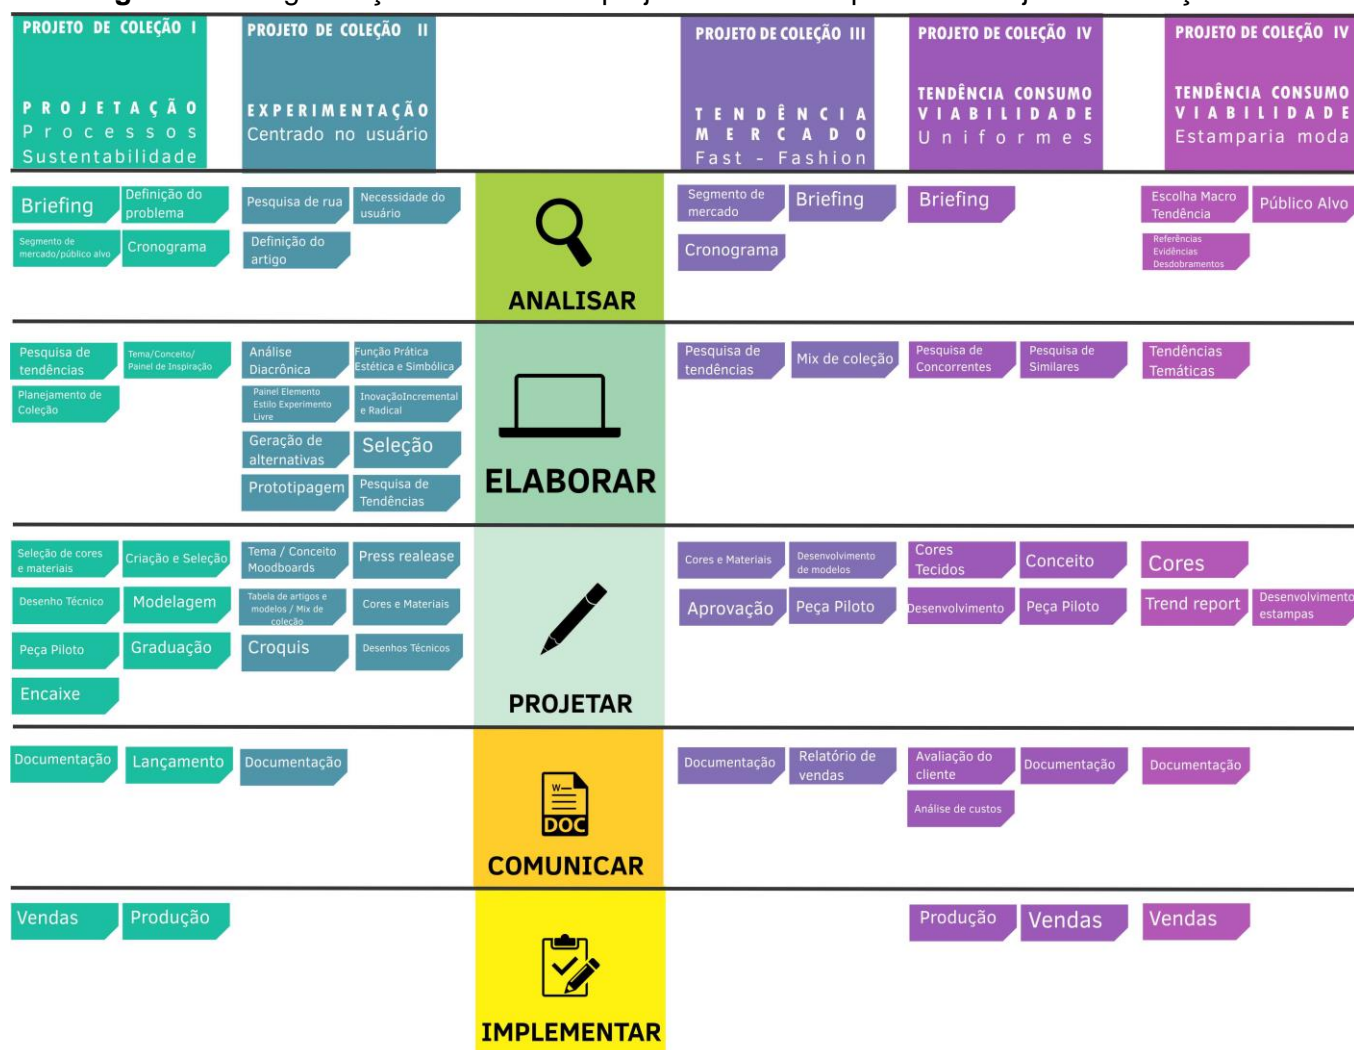 PROJETO DE COLEÇÃO I
PROJETAÇÃO
Processos
Sustentabilidade
PROJETO DE COLEÇÃO II
EXPERIMENTAÇÃO
Centrado no usuário
PROJETO DE COLEÇÃO III
TENDÊNCIA
MERCADO
Fast - Fashion
PROJETO DE COLEÇÃO IV
TENDÊNCIA CONSUMO
VIABILIDADE
Uniformes
PROJETO DE COLEÇÃO IV
TENDÊNCIA CONSUMO
VIABILIDADE
Estamparia moda
Briefing
Definição do
problema
Segmento de
mercado/público alvo
Cronograma
Pesquisa de rua
Necessidade do
usuário
Definição do
artigo
ANALISAR
Segmento de
mercado
Briefing
Cronograma
Briefing
Escolha Macro
Tendência
Público Alvo
Referências
Evidências
Desdobramentos
Pesquisa de
tendências
Tema/Conceito/
Painel de Inspiração
Planejamento de
Coleção
Análise
Diacrônica
Função Prática
Estética e Simbólica
Painel Elemento
Estilo Experimento
Livre
InovaçãoIncremental
e Radical
Geração de
alternativas
Seleção
Prototipagem
Pesquisa de
Tendências
ELABORAR
Pesquisa de
tendências
Mix de coleção
Pesquisa de
Concorrentes
Pesquisa de
Similares
Tendências
Temáticas
Seleção de cores
e materiais
Criação e Seleção
Desenho Técnico
Modelagem
Peça Piloto
Graduação
Encaixe
Tema / Conceito
Moodboards
Press realease
Tabela de artigos e
modelos / Mix de
coleção
Cores e Materiais
Croquis
Desenhos Técnicos
PROJETAR
Cores e Materiais
Desenvolvimento
de modelos
Aprovação
Peça Piloto
Cores
Tecidos
Conceito
Desenvolvimento
Peça Piloto
Cores
Trend report
Desenvolvimento
estampas
Documentação
Lançamento
Documentação
W
DOC
COMUNICAR
Documentação
Relatório de
vendas
Avaliação do
cliente
Documentação
Análise de custos
Documentação
Vendas
Produção
IMPLEMENTAR
Produção
Vendas
Vendas